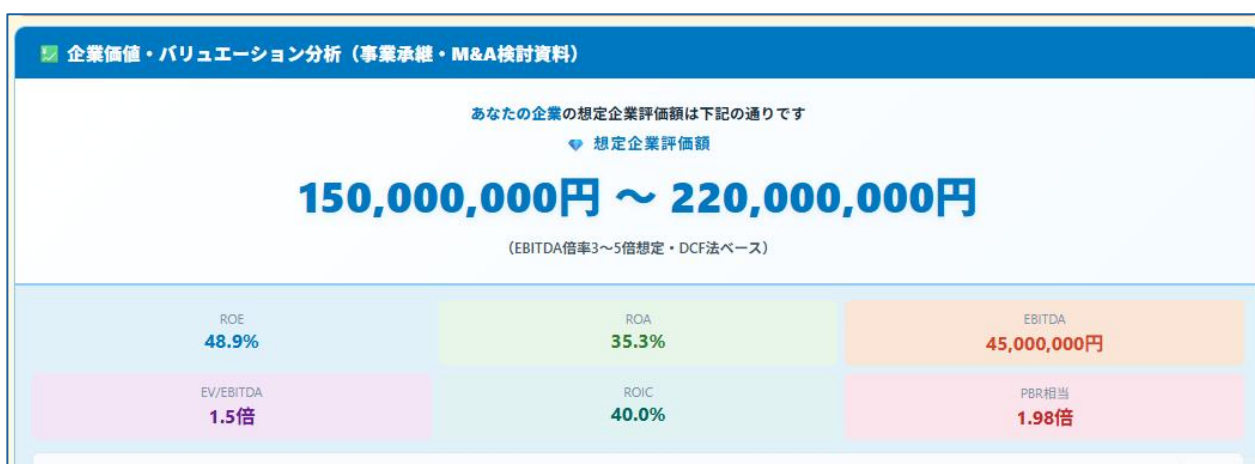 企業価値・バリュエーション分析（事業承継・M&A検討資料）
あなたの企業の想定企業評価額は下記の通りです
想定企業評価額
150,000,000円 ～ 220,000,000円
（EBITDA倍率3～5倍想定・DCF法ベース）
ROE
48.9%
ROA
35.3%
EBITDA
45,000,000円
EV/EBITDA
1.5倍
ROIC
40.0%
PBR相当
1.98倍